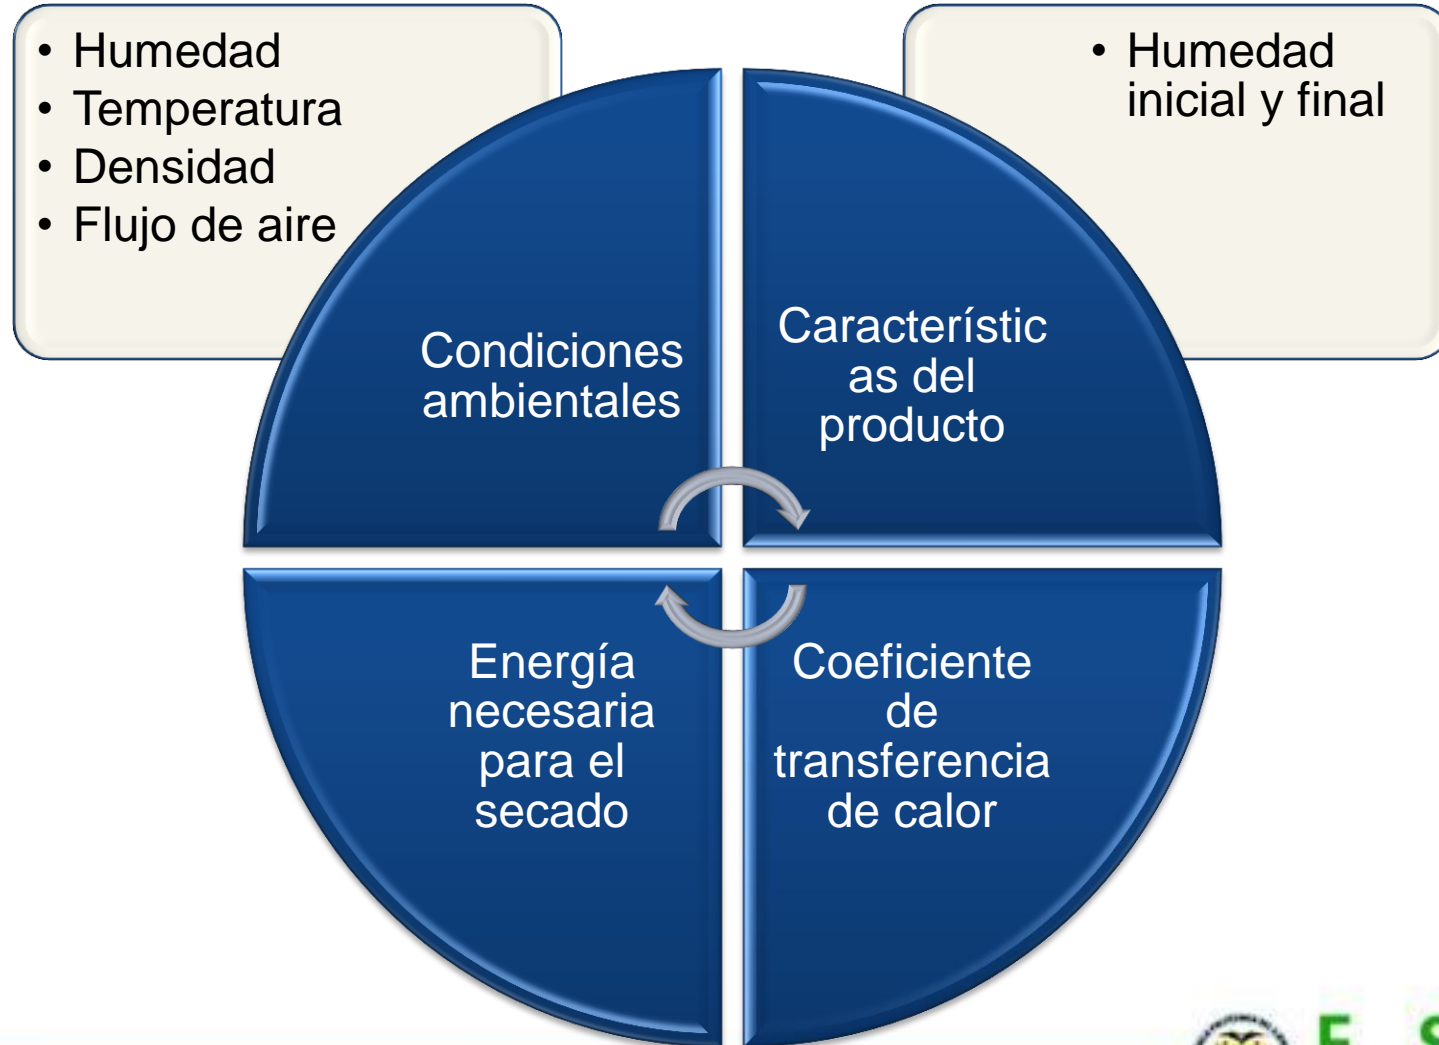 • Humedad
• Temperatura
• Densidad
• Flujo de aire
• Humedad
inicial y final
Condiciones
ambientales
Característic
as del
producto
Energía
necesaria
para el
secado
Coeficiente
de
transferencia
de calor